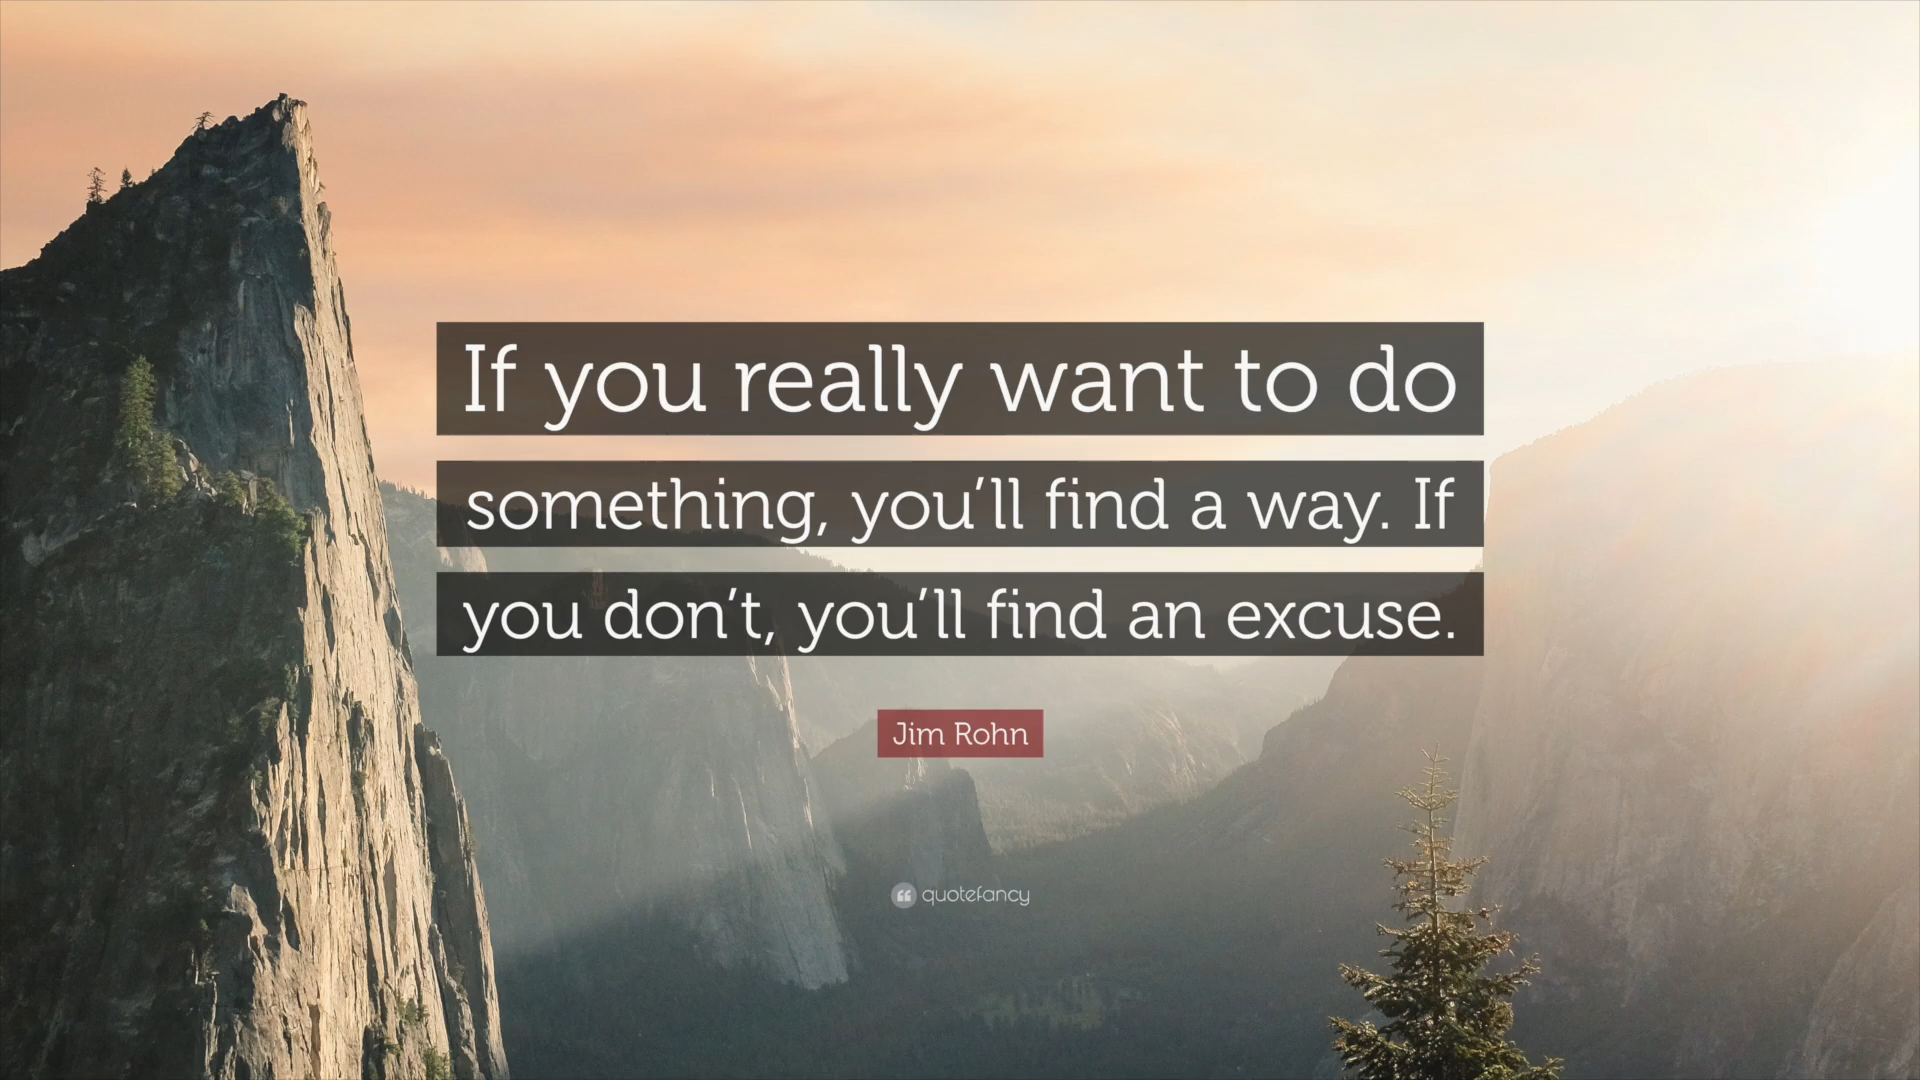 If you really want to do
something, you’ll find a way. If
you don’t, you’ll find an excuse.
Jim Rohn
quotefancy